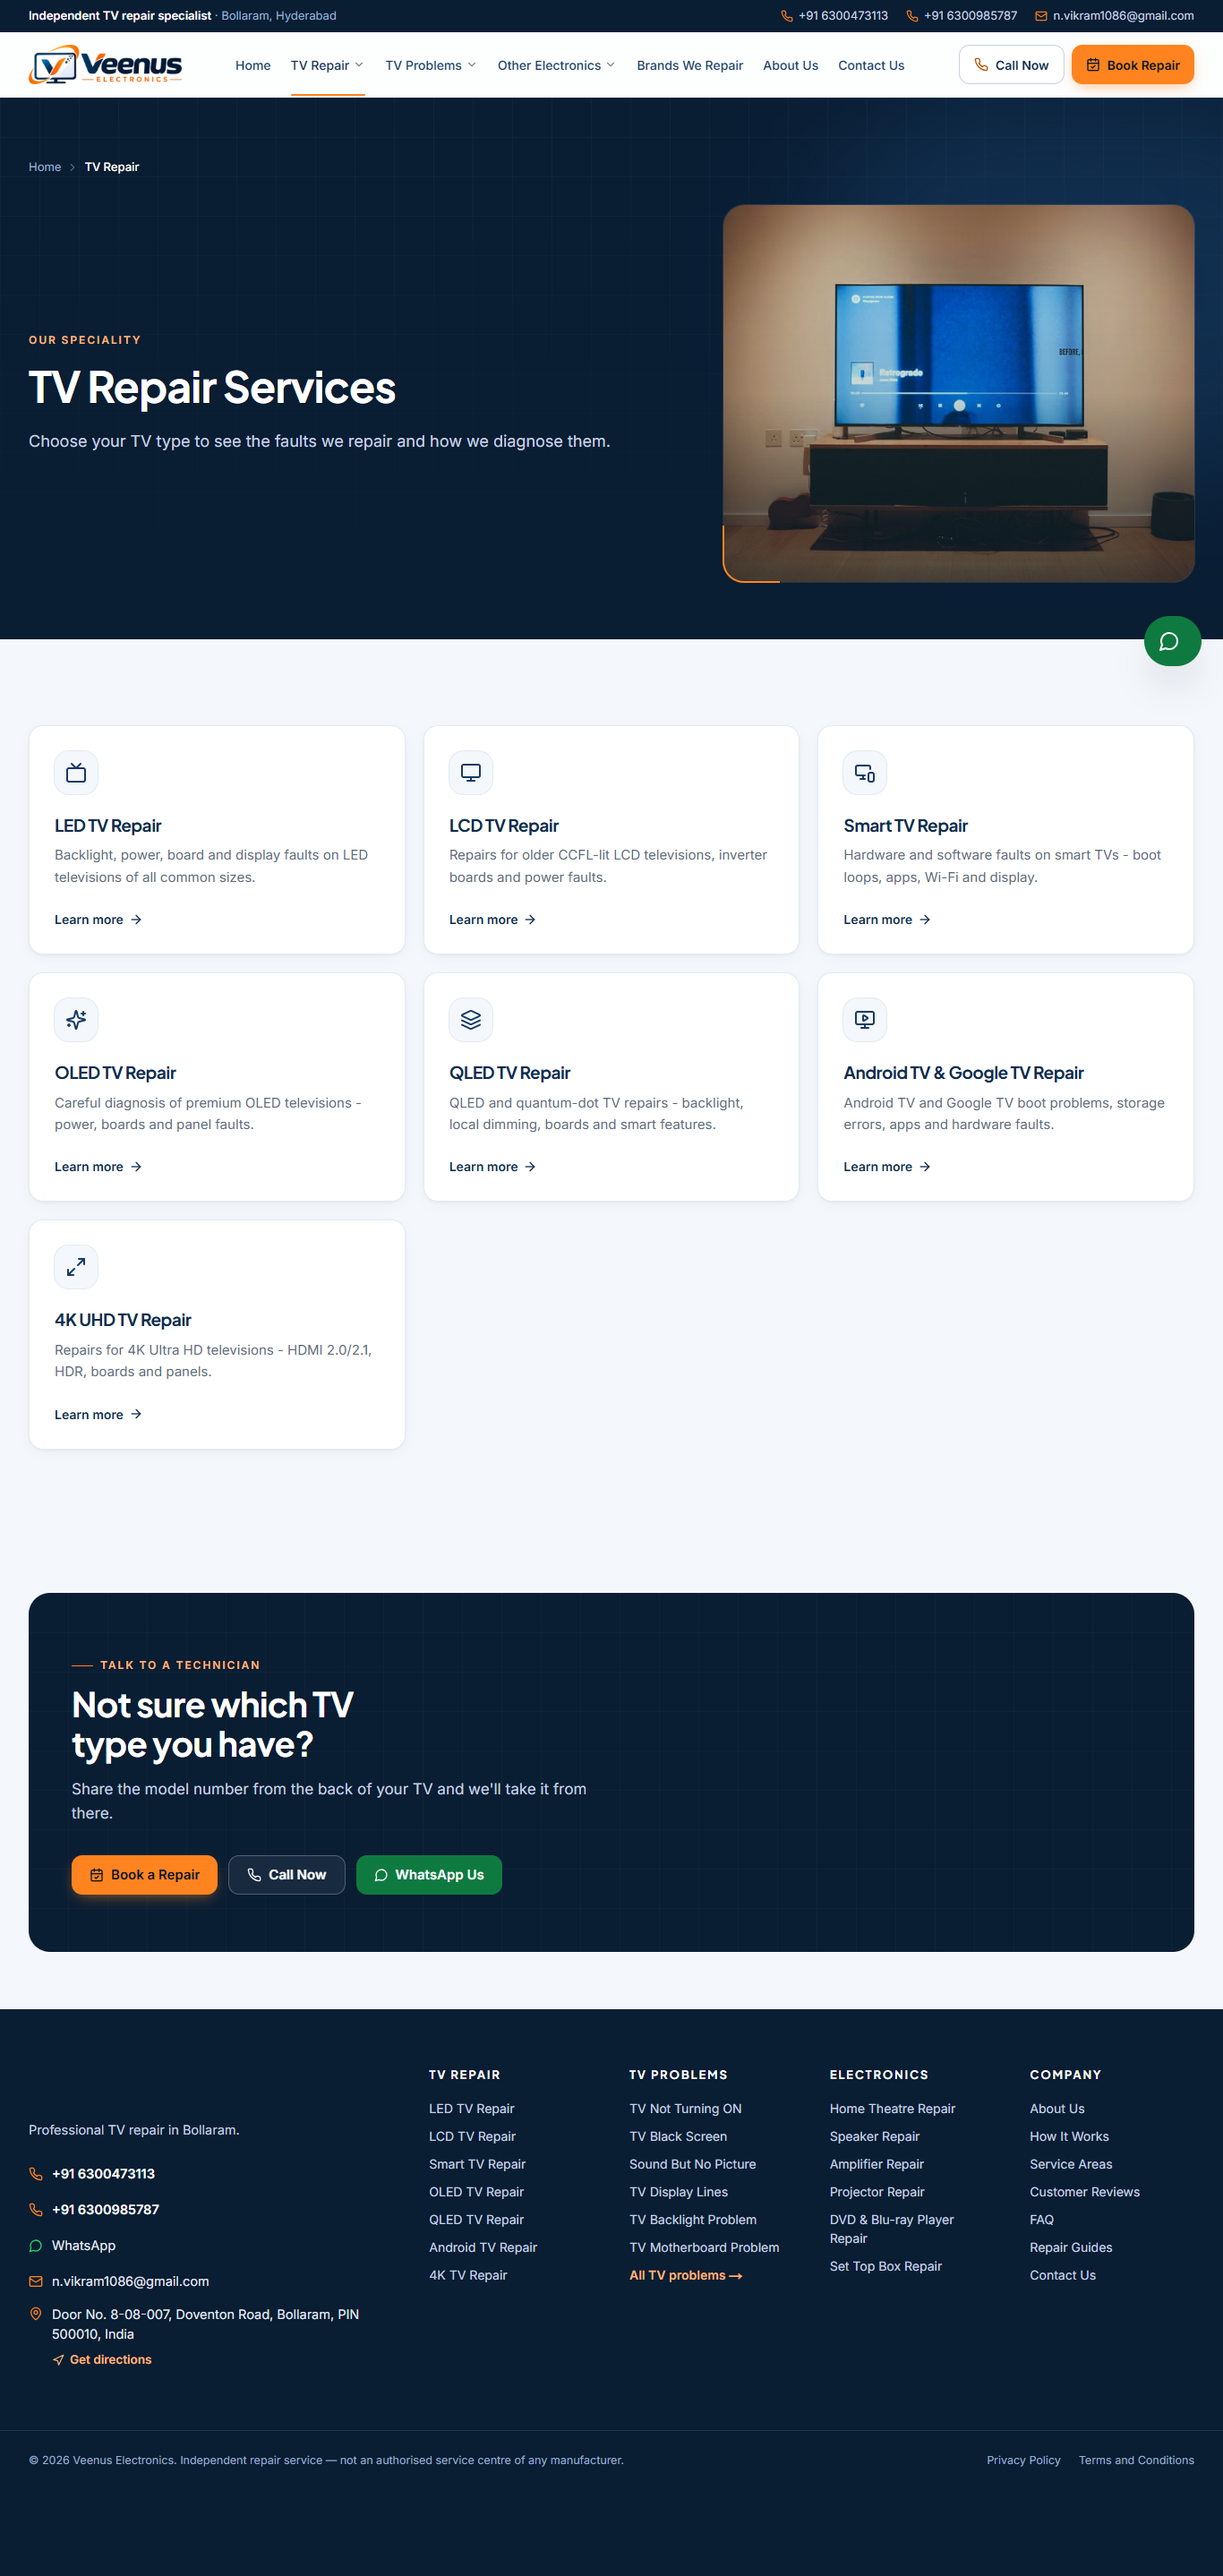 Independent TV repair specialist · Bollaram, Hyderabad
+91 6300473113
+91 6300985787
n.vikram1086@gmail.com
Veenus
ELECTRONICS
Home
TV Repair
TV Problems
Other Electronics
Brands We Repair
About Us
Contact Us
Call Now
Book Repair
Home
TV Repair
OUR SPECIALITY
TV Repair Services
Choose your TV type to see the faults we repair and how we diagnose them.
BEFORE,
Retrograde
LED TV Repair
Backlight, power, board and display faults on LED
televisions of all common sizes.
Learn more
LCD TV Repair
Repairs for older CCFL-lit LCD televisions, inverter
boards and power faults.
Learn more
Smart TV Repair
Hardware and software faults on smart TVs - boot
loops, apps, Wi-Fi and display.
Learn more
OLED TV Repair
Careful diagnosis of premium OLED televisions -
power, boards and panel faults.
Learn more
QLED TV Repair
QLED and quantum-dot TV repairs - backlight,
local dimming, boards and smart features.
Learn more
Android TV & Google TV Repair
Android TV and Google TV boot problems, storage
errors, apps and hardware faults.
Learn more
4K UHD TV Repair
Repairs for 4K Ultra HD televisions - HDMI 2.0/2.1,
HDR, boards and panels.
Learn more
TALK TO A TECHNICIAN
Not sure which TV
type you have?
Share the model number from the back of your TV and we'll take it from
there.
Book a Repair
Call Now
WhatsApp Us
Professional TV repair in Bollaram.
+91 6300473113
+91 6300985787
WhatsApp
n.vikram1086@gmail.com
Door No. 8-08-007, Doventon Road, Bollaram, PIN
500010, India
Get directions
TV REPAIR
LED TV Repair
LCD TV Repair
Smart TV Repair
OLED TV Repair
QLED TV Repair
Android TV Repair
4K TV Repair
TV PROBLEMS
TV Not Turning ON
TV Black Screen
Sound But No Picture
TV Display Lines
TV Backlight Problem
TV Motherboard Problem
All TV problems →
ELECTRONICS
Home Theatre Repair
Speaker Repair
Amplifier Repair
Projector Repair
DVD & Blu-ray Player
Repair
Set Top Box Repair
COMPANY
About Us
How It Works
Service Areas
Customer Reviews
FAQ
Repair Guides
Contact Us
© 2026 Veenus Electronics. Independent repair service — not an authorised service centre of any manufacturer.
Privacy Policy
Terms and Conditions